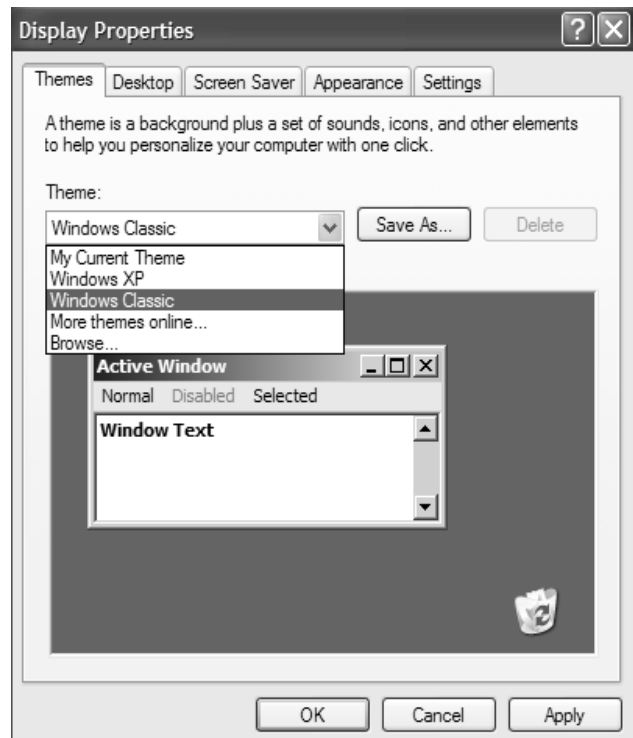 Display Properties
Themes Desktop Screen Saver Appearance Settings
A theme is a background plus a set of sounds, icons, and other elements
to help you personalize your computer with one click.
Theme:
Windows Classic Save As... Delete
My Current Theme
Windows XP
Windows Classic
More themes online...
Browse...
Active Window
Normal Disabled Selected
Window Text
OK Cancel Apply